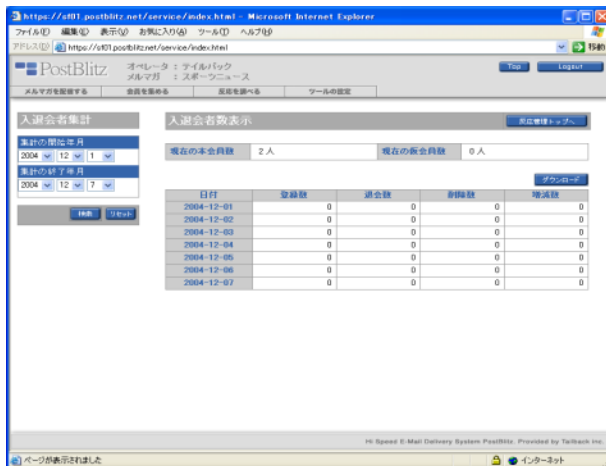 https://sf01.postblitz.net/service/index.html - Microsoft Internet Explorer
ファイル(F) 編集(E) 表示(V) お気に入り(A) ツール(T) ヘルプ(H)
アドレス(D) https://sf01.postblitz.net/service/index.html 移動
PostBlitz
オペレータ : テイルバック
メルマガ : スポーツニュース
Top Logout
メルマガを配信する 会員を集める 反応を調べる ツールの設定
入退会者集計
集計の開始年月
2004 12 1
集計の終了年月
2004 12 7
検索 リセット
入退会者数表示 反応管理トップへ
現在の本会員数 2人 現在の仮会員数 0人
ダウンロード
日付 登録数 退会数 削除数 増減数
2004-12-01 0 0 0 0
2004-12-02 0 0 0 0
2004-12-03 0 0 0 0
2004-12-04 0 0 0 0
2004-12-05 0 0 0 0
2004-12-06 0 0 0 0
2004-12-07 0 0 0 0
Hi-Speed E-Mail Delivery System PostBlitz. Provided by Tailback Inc.
ページが表示されました インターネット